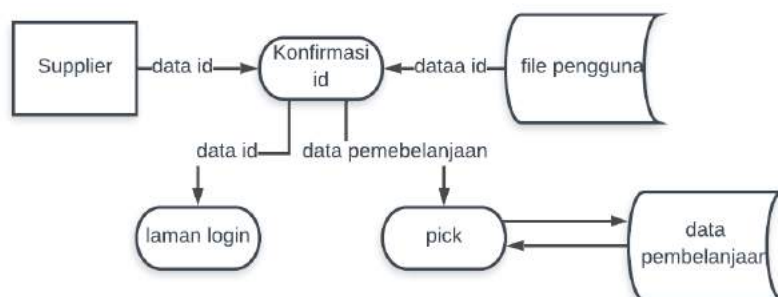 Supplier
data id
Konfirmasi
id
dataa id
file pengguna
data id
data pemebelanjaan
laman login
pick
data
pembelanjaan